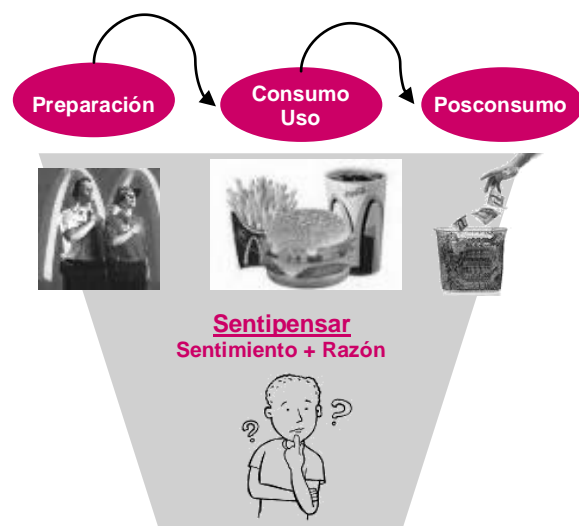 Preparación
Consumo
Uso
Posconsumo
Sentipensar
Sentimiento + Razón
? ?